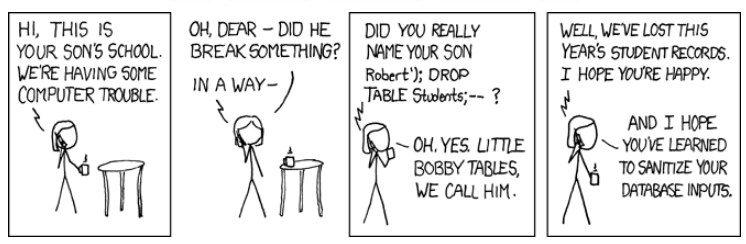 HI, THIS IS
YOUR SON'S SCHOOL.
WE'RE HAVING SOME
COMPUTER TROUBLE.
OH, DEAR – DID HE
BREAK SOMETHING?
IN A WAY–
DID YOU REALLY
NAME YOUR SON
Robert'); DROP
TABLE Students;-- ?
OH, YES. LITTLE
BOBBY TABLES,
WE CALL HIM.
WELL, WE'VE LOST THIS
YEAR'S STUDENT RECORDS.
I HOPE YOU'RE HAPPY.
AND I HOPE
YOU'VE LEARNED
TO SANITIZE YOUR
DATABASE INPUTS.